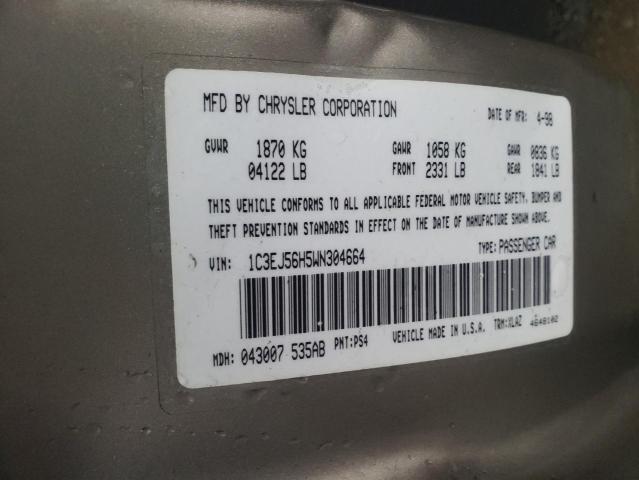 MFD BY CHRYSLER CORPORATION DATE OF MFR: 4-98
GVWR 1870 KG GAWR 1058 KG GAWR 0836 KG
04122 LB FRONT 2331 LB REAR 1841 LB
THIS VEHICLE CONFORMS TO ALL APPLICABLE FEDERAL MOTOR VEHICLE SAFETY, BUMPER AND
THEFT PREVENTION STANDARDS IN EFFECT ON THE DATE OF MANUFACTURE SHOWN ABOVE.
VIN: 1C3EJ56H5WN304664 TYPE: PASSENGER CAR
MDH: 043007 535AB PNT:PS4 VEHICLE MADE IN U.S.A. TRM:XLAZ 4648102